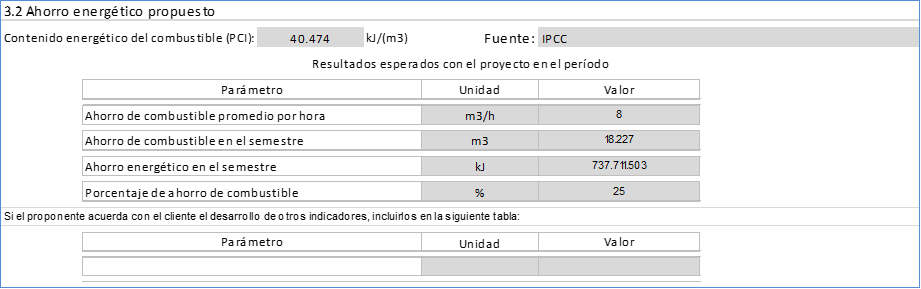 3.2 Ahorro energético propuesto
Contenido energético del combustible (PCI): 40.474 kJ/(m3) Fuente: IPCC
Resultados esperados con el proyecto en el período
Parámetro Unidad Valor
Ahorro de combustible promedio por hora m3/h 8
Ahorro de combustible en el semestre m3 18.227
Ahorro energético en el semestre kJ 737.711.503
Porcentaje de ahorro de combustible % 25
Si el proponente acuerda con el cliente el desarrollo de otros indicadores, incluirlos en la siguiente tabla:
Parámetro Unidad Valor